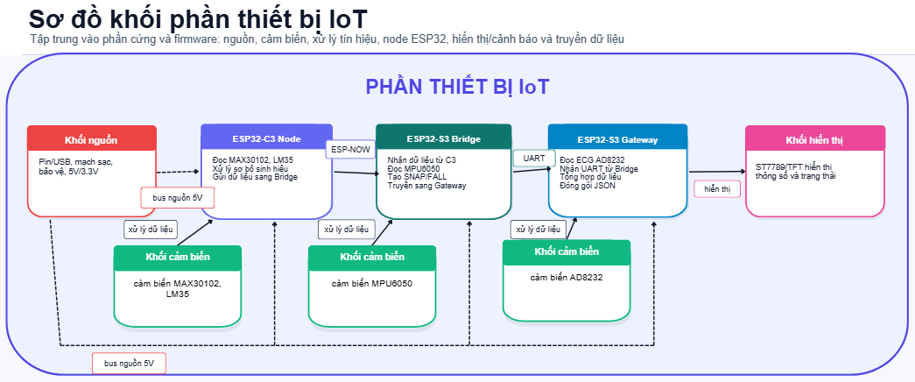 Sơ đồ khối phần thiết bị IoT
Tập trung vào phần cứng và firmware: nguồn, cảm biến, xử lý tín hiệu, node ESP32, hiển thị/cảnh báo và truyền dữ liệu
PHẦN THIẾT BỊ IoT
Khối nguồn
Pin/USB, mạch sạc,
bảo vệ, 5V/3.3V
bus nguồn 5V
ESP32-C3 Node
Đọc MAX30102, LM35
Xử lý sơ bộ sinh hiệu
Gửi dữ liệu sang Bridge
ESP-NOW
ESP32-S3 Bridge
Nhận dữ liệu từ C3
Đọc MPU6050
Tạo SNAP/FALL
Truyền sang Gateway
UART
ESP32-S3 Gateway
Đọc ECG AD8232
Nhận UART từ Bridge
Tổng hợp dữ liệu
Đóng gói JSON
hiển thị
Khối hiển thị
ST7789/TFT hiển thị
thông số và trạng thái
xử lý dữ liệu
Khối cảm biến
cảm biến MAX30102,
LM35
xử lý dữ liệu
Khối cảm biến
cảm biến MPU6050
xử lý dữ liệu
Khối cảm biến
cảm biến AD8232
bus nguồn 5V